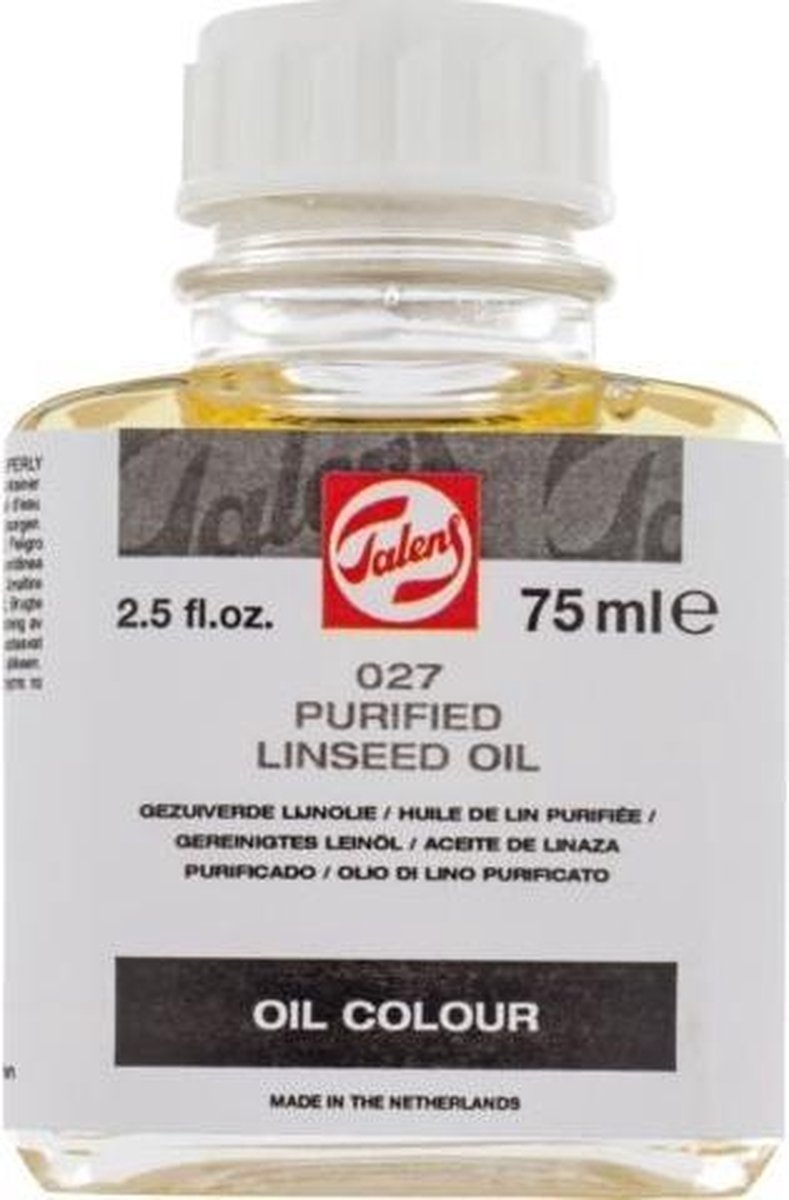 Talens
2.5 fl.oz.
75 ml e
027
PURIFIED
LINSEED OIL
GEZUIVERDE LIJNOLIE / HUILE DE LIN PURIFIÉE /
GEREINIGTES LEINÖL / ACEITE DE LINAZA
PURIFICADO / OLIO DI LINO PURIFICATO
OIL COLOUR
MADE IN THE NETHERLANDS